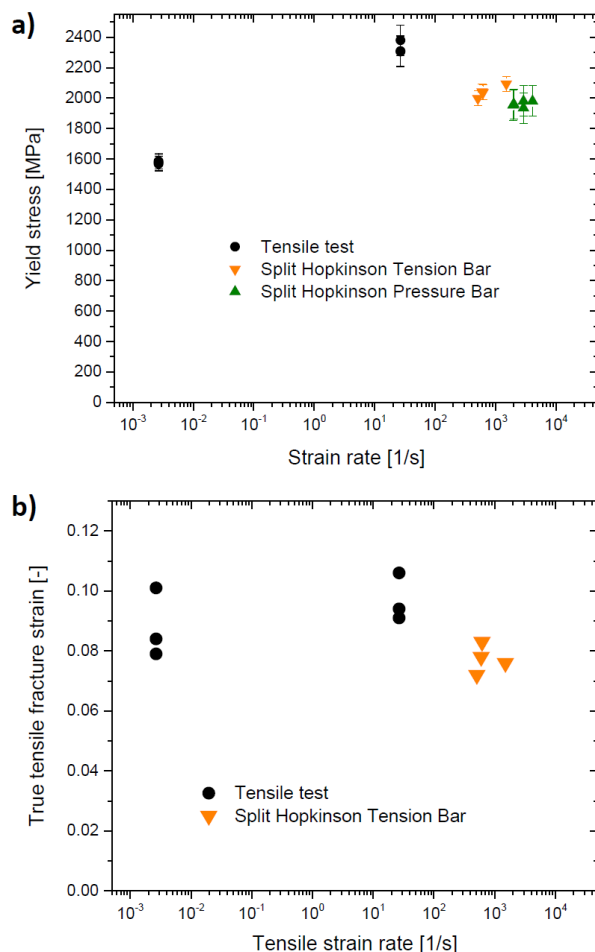 a)
2400
2200
2000
1800
1600
1400
1200
1000
800
600
400
200
0
Yield stress [MPa]
Tensile test
Split Hopkinson Tension Bar
Split Hopkinson Pressure Bar
10⁻³ 10⁻² 10⁻¹ 10⁰ 10¹ 10² 10³ 10⁴
Strain rate [1/s]
b)
0.12
0.10
0.08
0.06
0.04
0.02
0.00
True tensile fracture strain [-]
Tensile test
Split Hopkinson Tension Bar
10⁻³ 10⁻² 10⁻¹ 10⁰ 10¹ 10² 10³ 10⁴
Tensile strain rate [1/s]